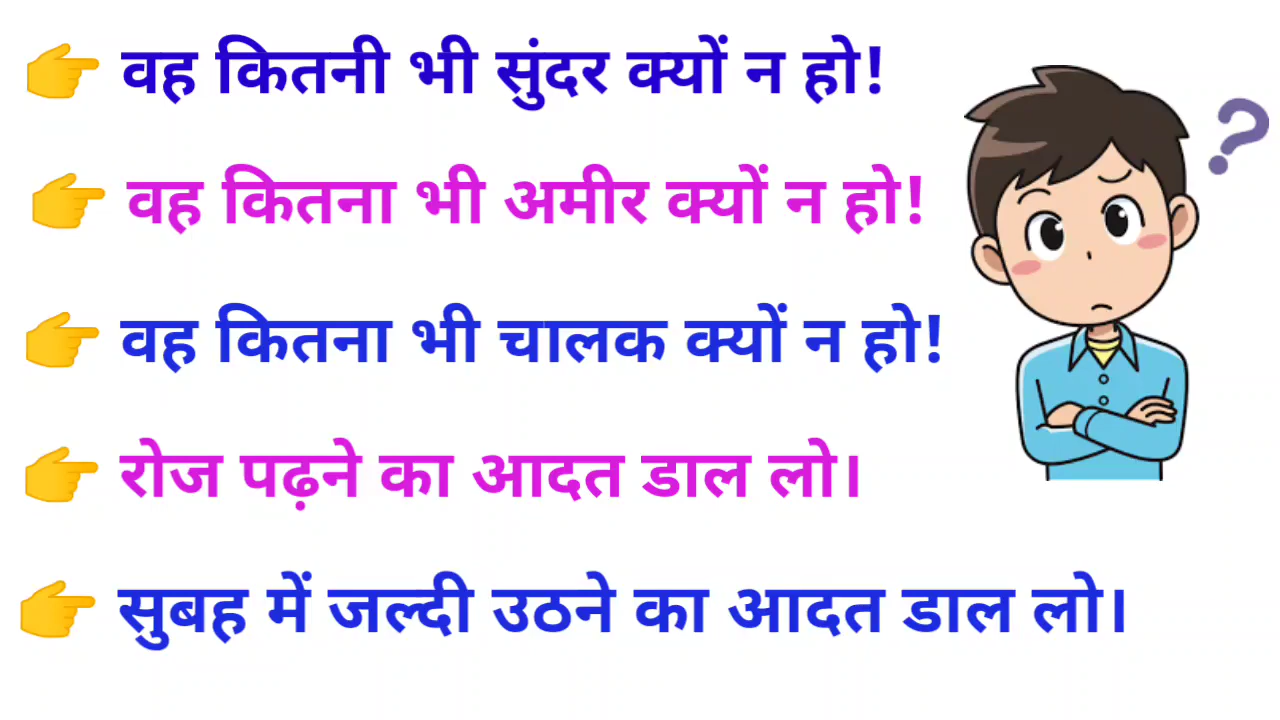 👉 वह कितनी भी सुंदर क्यों न हो!
👉 वह कितना भी अमीर क्यों न हो!
👉 वह कितना भी चालक क्यों न हो!
👉 रोज पढ़ने का आदत डाल लो।
👉 सुबह में जल्दी उठने का आदत डाल लो।
?